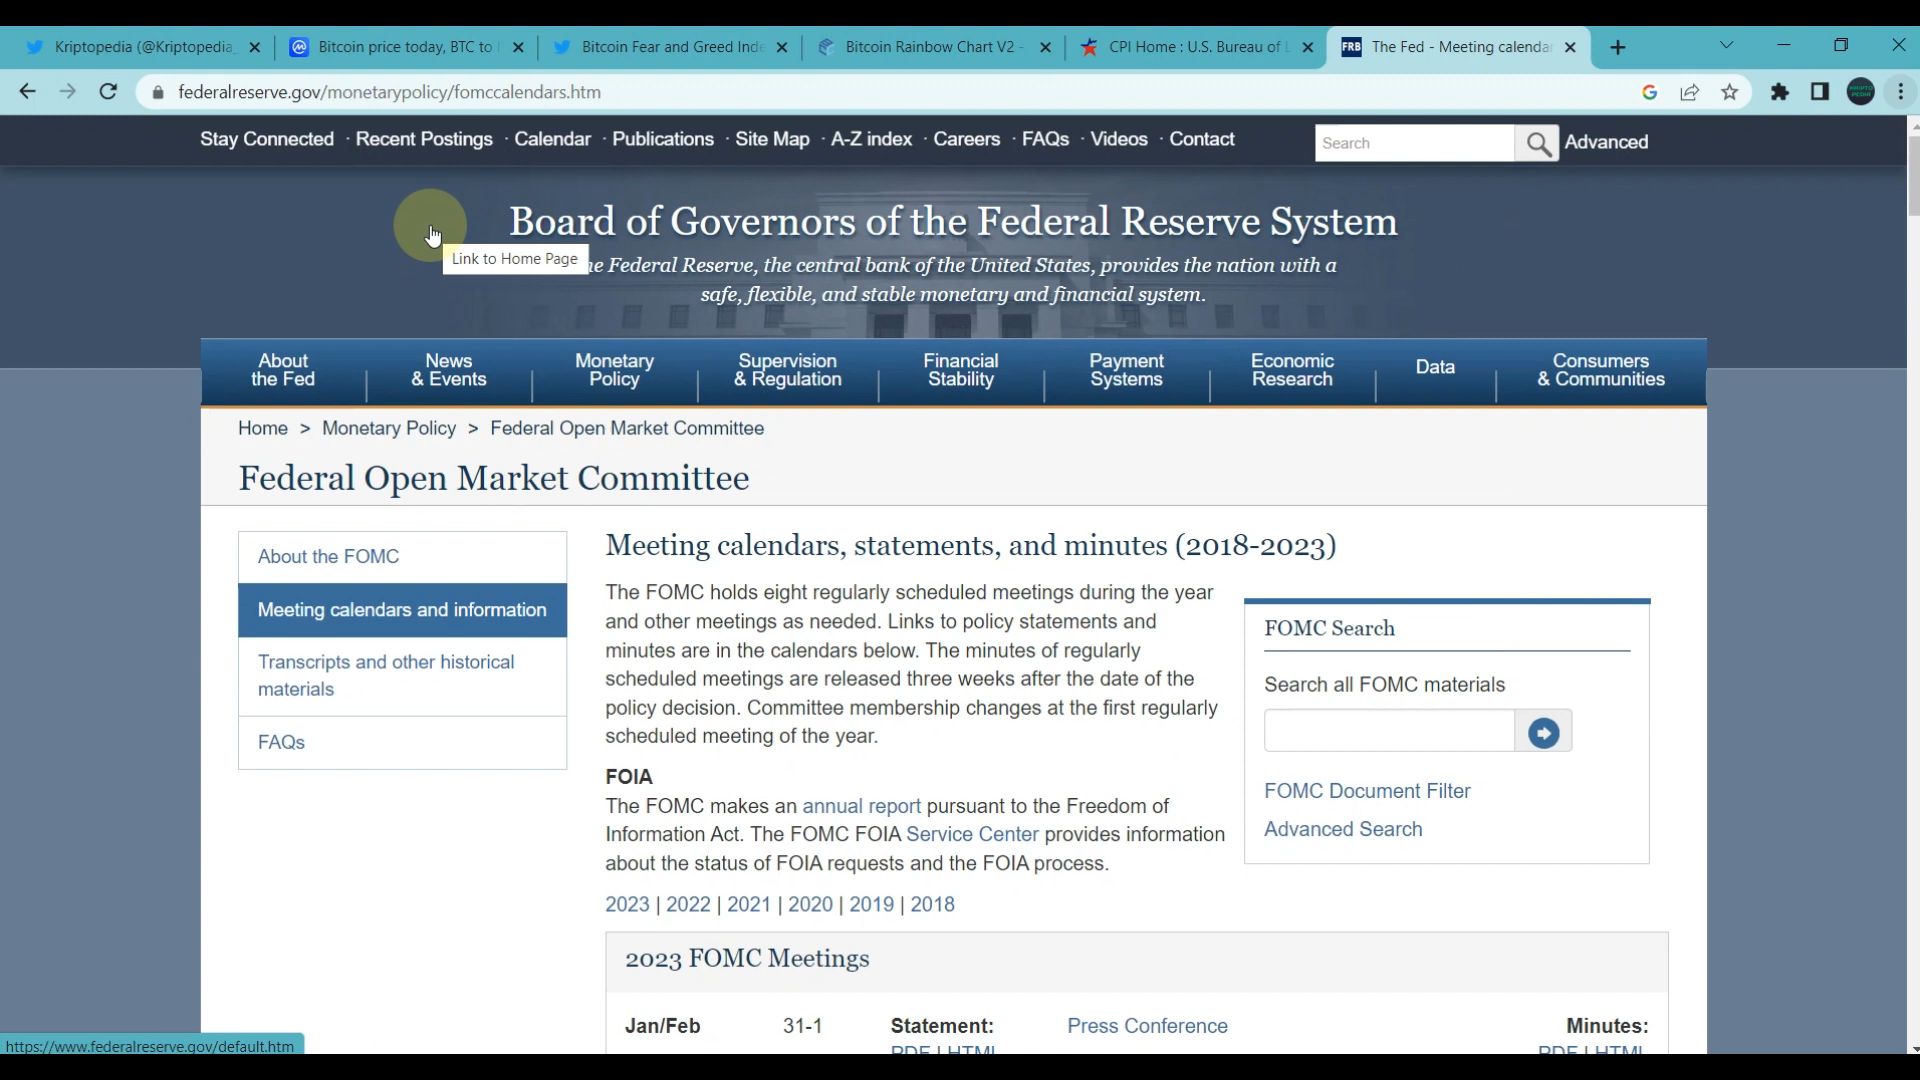 Kriptopedia (@Kriptopedia_
Bitcoin price today, BTC to
Bitcoin Fear and Greed Inde
Bitcoin Rainbow Chart V2 -
CPI Home : U.S. Bureau of L
FRB The Fed - Meeting calenda
federalreserve.gov/monetarypolicy/fomccalendars.htm
Stay Connected · Recent Postings · Calendar · Publications · Site Map · A-Z index · Careers · FAQs · Videos · Contact
Search
Advanced
Board of Governors of the Federal Reserve System
Link to Home Page
he Federal Reserve, the central bank of the United States, provides the nation with a
safe, flexible, and stable monetary and financial system.
About
the Fed
News
& Events
Monetary
Policy
Supervision
& Regulation
Financial
Stability
Payment
Systems
Economic
Research
Data
Consumers
& Communities
Home > Monetary Policy > Federal Open Market Committee
Federal Open Market Committee
About the FOMC
Meeting calendars and information
Transcripts and other historical
materials
FAQs
Meeting calendars, statements, and minutes (2018-2023)
The FOMC holds eight regularly scheduled meetings during the year
and other meetings as needed. Links to policy statements and
minutes are in the calendars below. The minutes of regularly
scheduled meetings are released three weeks after the date of the
policy decision. Committee membership changes at the first regularly
scheduled meeting of the year.
FOIA
The FOMC makes an annual report pursuant to the Freedom of
Information Act. The FOMC FOIA Service Center provides information
about the status of FOIA requests and the FOIA process.
2023 | 2022 | 2021 | 2020 | 2019 | 2018
FOMC Search
Search all FOMC materials
FOMC Document Filter
Advanced Search
2023 FOMC Meetings
Jan/Feb 31-1 Statement: Press Conference Minutes:
PDF | HTML PDF | HTML
https://www.federalreserve.gov/default.htm